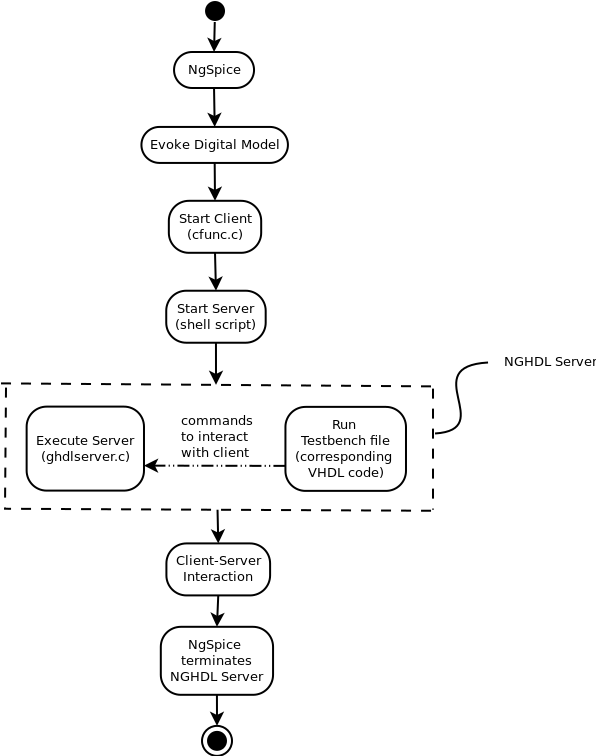 NgSpice
Evoke Digital Model
Start Client
(cfunc.c)
Start Server
(shell script)
NGHDL Server
Execute Server
(ghdlserver.c)
commands
to interact
with client
Run
Testbench file
(corresponding
VHDL code)
Client-Server
Interaction
NgSpice
terminates
NGHDL Server